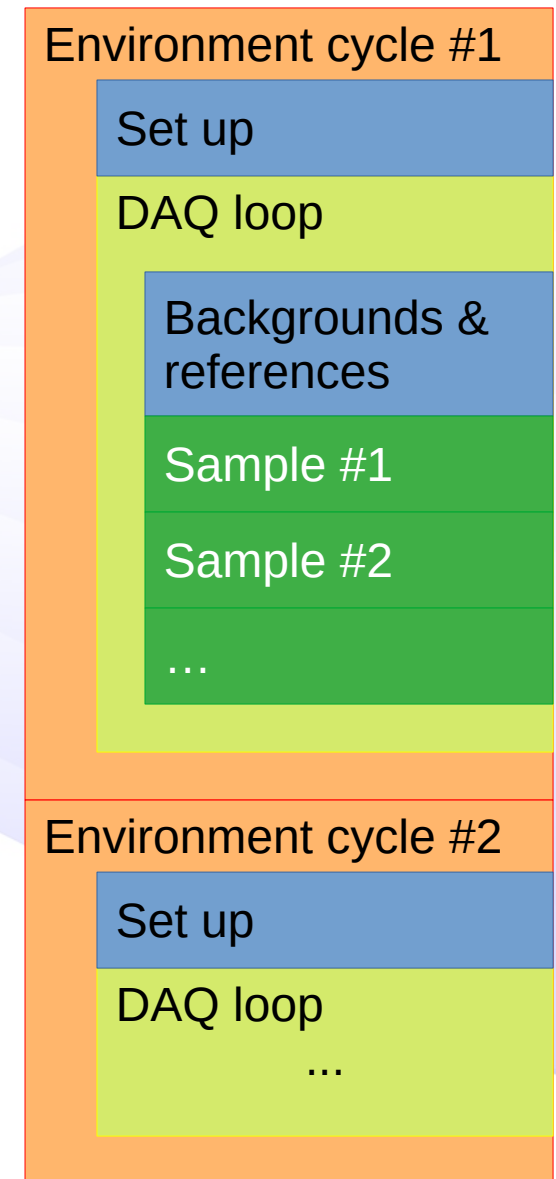 Environment cycle #1
Set up
DAQ loop
Backgrounds &
references
Sample #1
Sample #2
…
Environment cycle #2
Set up
DAQ loop
...